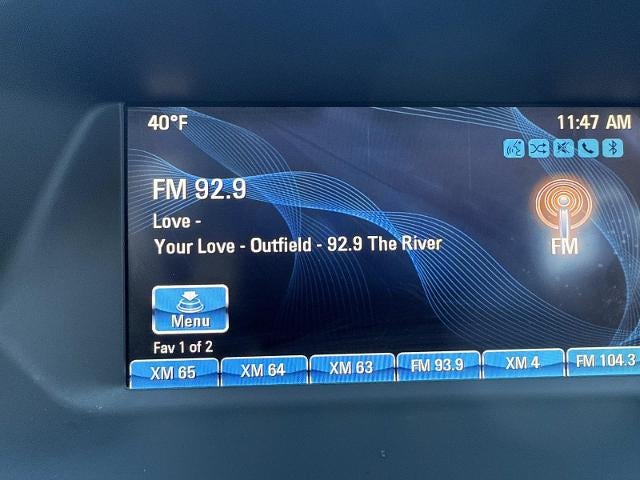 40°F
11:47 AM
FM 92.9
Love -
Your Love - Outfield - 92.9 The River
FM
Menu
Fav 1 of 2
XM 65
XM 64
XM 63
FM 93.9
XM 4
FM 104.3